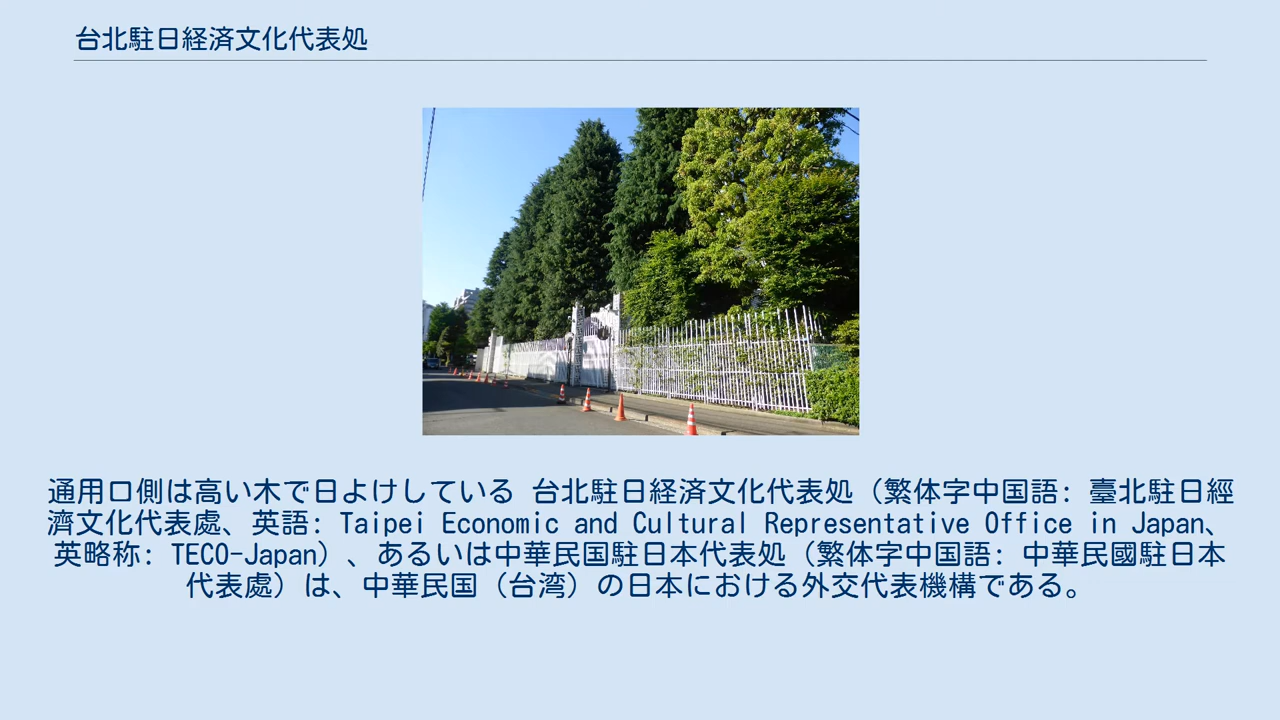 台北駐日経済文化代表処
通用口側は高い木で日よけしている 台北駐日経済文化代表処（繁体字中国語: 臺北駐日經
濟文化代表處、英語: Taipei Economic and Cultural Representative Office in Japan、
英略称: TECO-Japan）、あるいは中華民国駐日本代表処（繁体字中国語: 中華民國駐日本
代表處）は、中華民国（台湾）の日本における外交代表機構である。